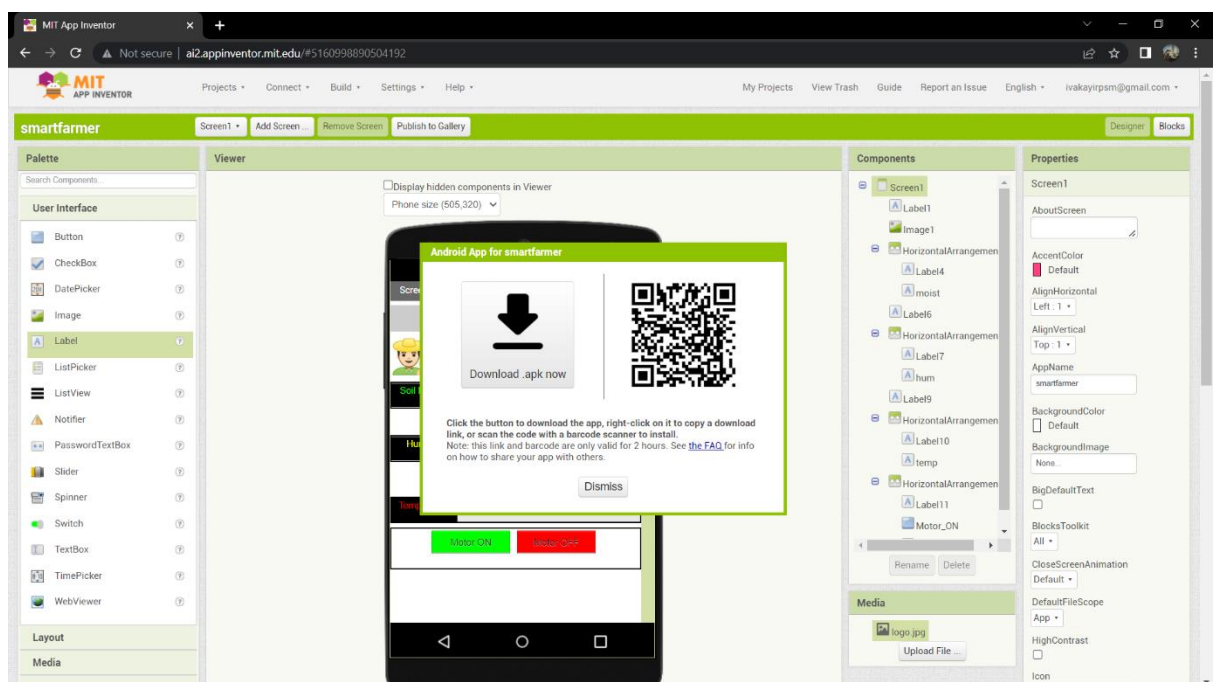 MIT App Inventor
Not secure | ai2.appinventor.mit.edu/#5160998890504192
MIT
APP INVENTOR
Projects
Connect
Build
Settings
Help
My Projects
View Trash
Guide
Report an Issue
English
ivakayirpsm@gmail.com
smartfarmer
Screen1
Add Screen ...
Remove Screen
Publish to Gallery
Designer
Blocks
Palette
Search Components...
User Interface
Button
CheckBox
DatePicker
Image
Label
ListPicker
ListView
Notifier
PasswordTextBox
Slider
Spinner
Switch
TextBox
TimePicker
WebViewer
Layout
Media
Viewer
Display hidden components in Viewer
Phone size (505,320)
Scre
Soil
Hu
Temp
Motor ON
Motor OFF
Android App for smartfarmer
Download .apk now
Click the button to download the app, right-click on it to copy a download
link, or scan the code with a barcode scanner to install.
Note: this link and barcode are only valid for 2 hours. See the FAQ for info
on how to share your app with others.
Dismiss
Components
Screen1
Label1
Image1
HorizontalArrangemen
Label4
moist
Label6
HorizontalArrangemen
Label7
hum
Label9
HorizontalArrangemen
Label10
temp
HorizontalArrangemen
Label11
Motor_ON
Rename
Delete
Media
logo.jpg
Upload File ...
Properties
Screen1
AboutScreen
AccentColor
Default
AlignHorizontal
Left : 1
AlignVertical
Top : 1
AppName
smartfarmer
BackgroundColor
Default
BackgroundImage
None...
BigDefaultText
BlocksToolkit
All
CloseScreenAnimation
Default
DefaultFileScope
App
HighContrast
Icon